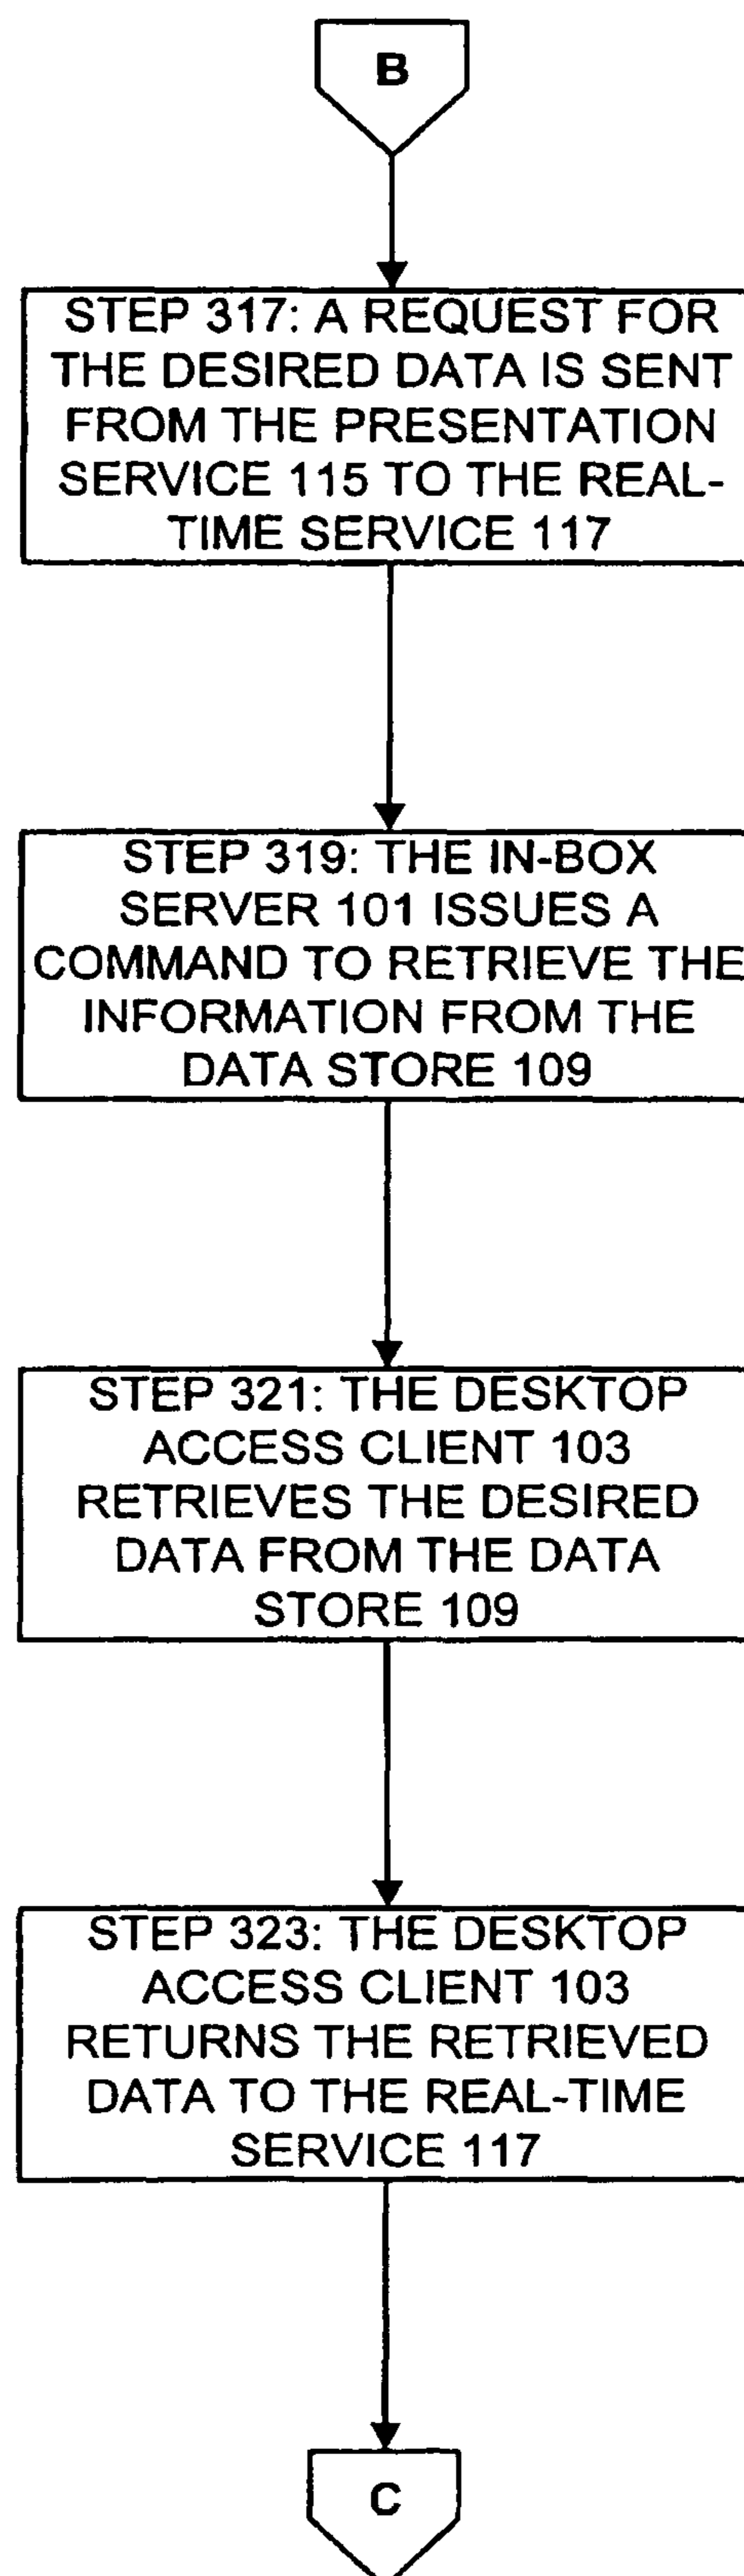 B
STEP 317: A REQUEST FOR
THE DESIRED DATA IS SENT
FROM THE PRESENTATION
SERVICE 115 TO THE REAL-
TIME SERVICE 117
STEP 319: THE IN-BOX
SERVER 101 ISSUES A
COMMAND TO RETRIEVE THE
INFORMATION FROM THE
DATA STORE 109
STEP 321: THE DESKTOP
ACCESS CLIENT 103
RETRIEVES THE DESIRED
DATA FROM THE DATA
STORE 109
STEP 323: THE DESKTOP
ACCESS CLIENT 103
RETURNS THE RETRIEVED
DATA TO THE REAL-TIME
SERVICE 117
C